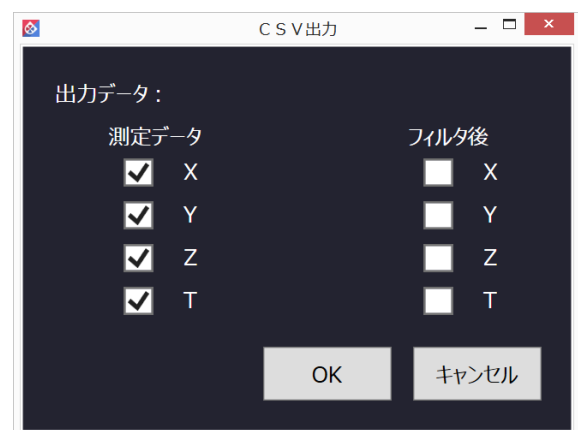 ＣＳＶ出力
出力データ :
測定データ フィルタ後
X X
Y Y
Z Z
T T
OK キャンセル